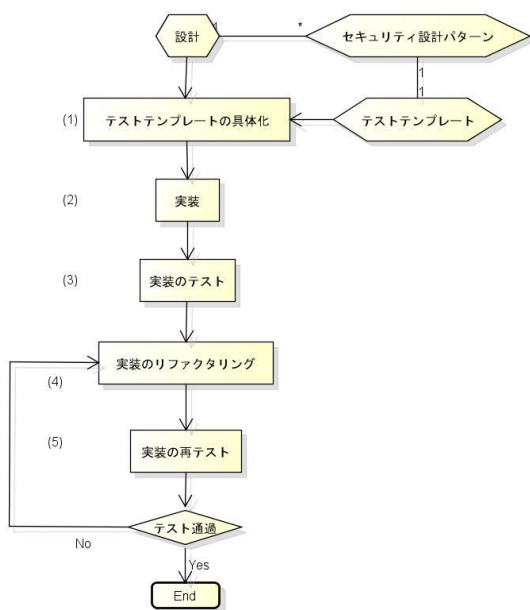 設計
1
*
セキュリティ設計パターン
1
1
(1)
テストテンプレートの具体化
テストテンプレート
(2)
実装
(3)
実装のテスト
実装のリファクタリング
(4)
(5)
実装の再テスト
テスト通過
No
Yes
End